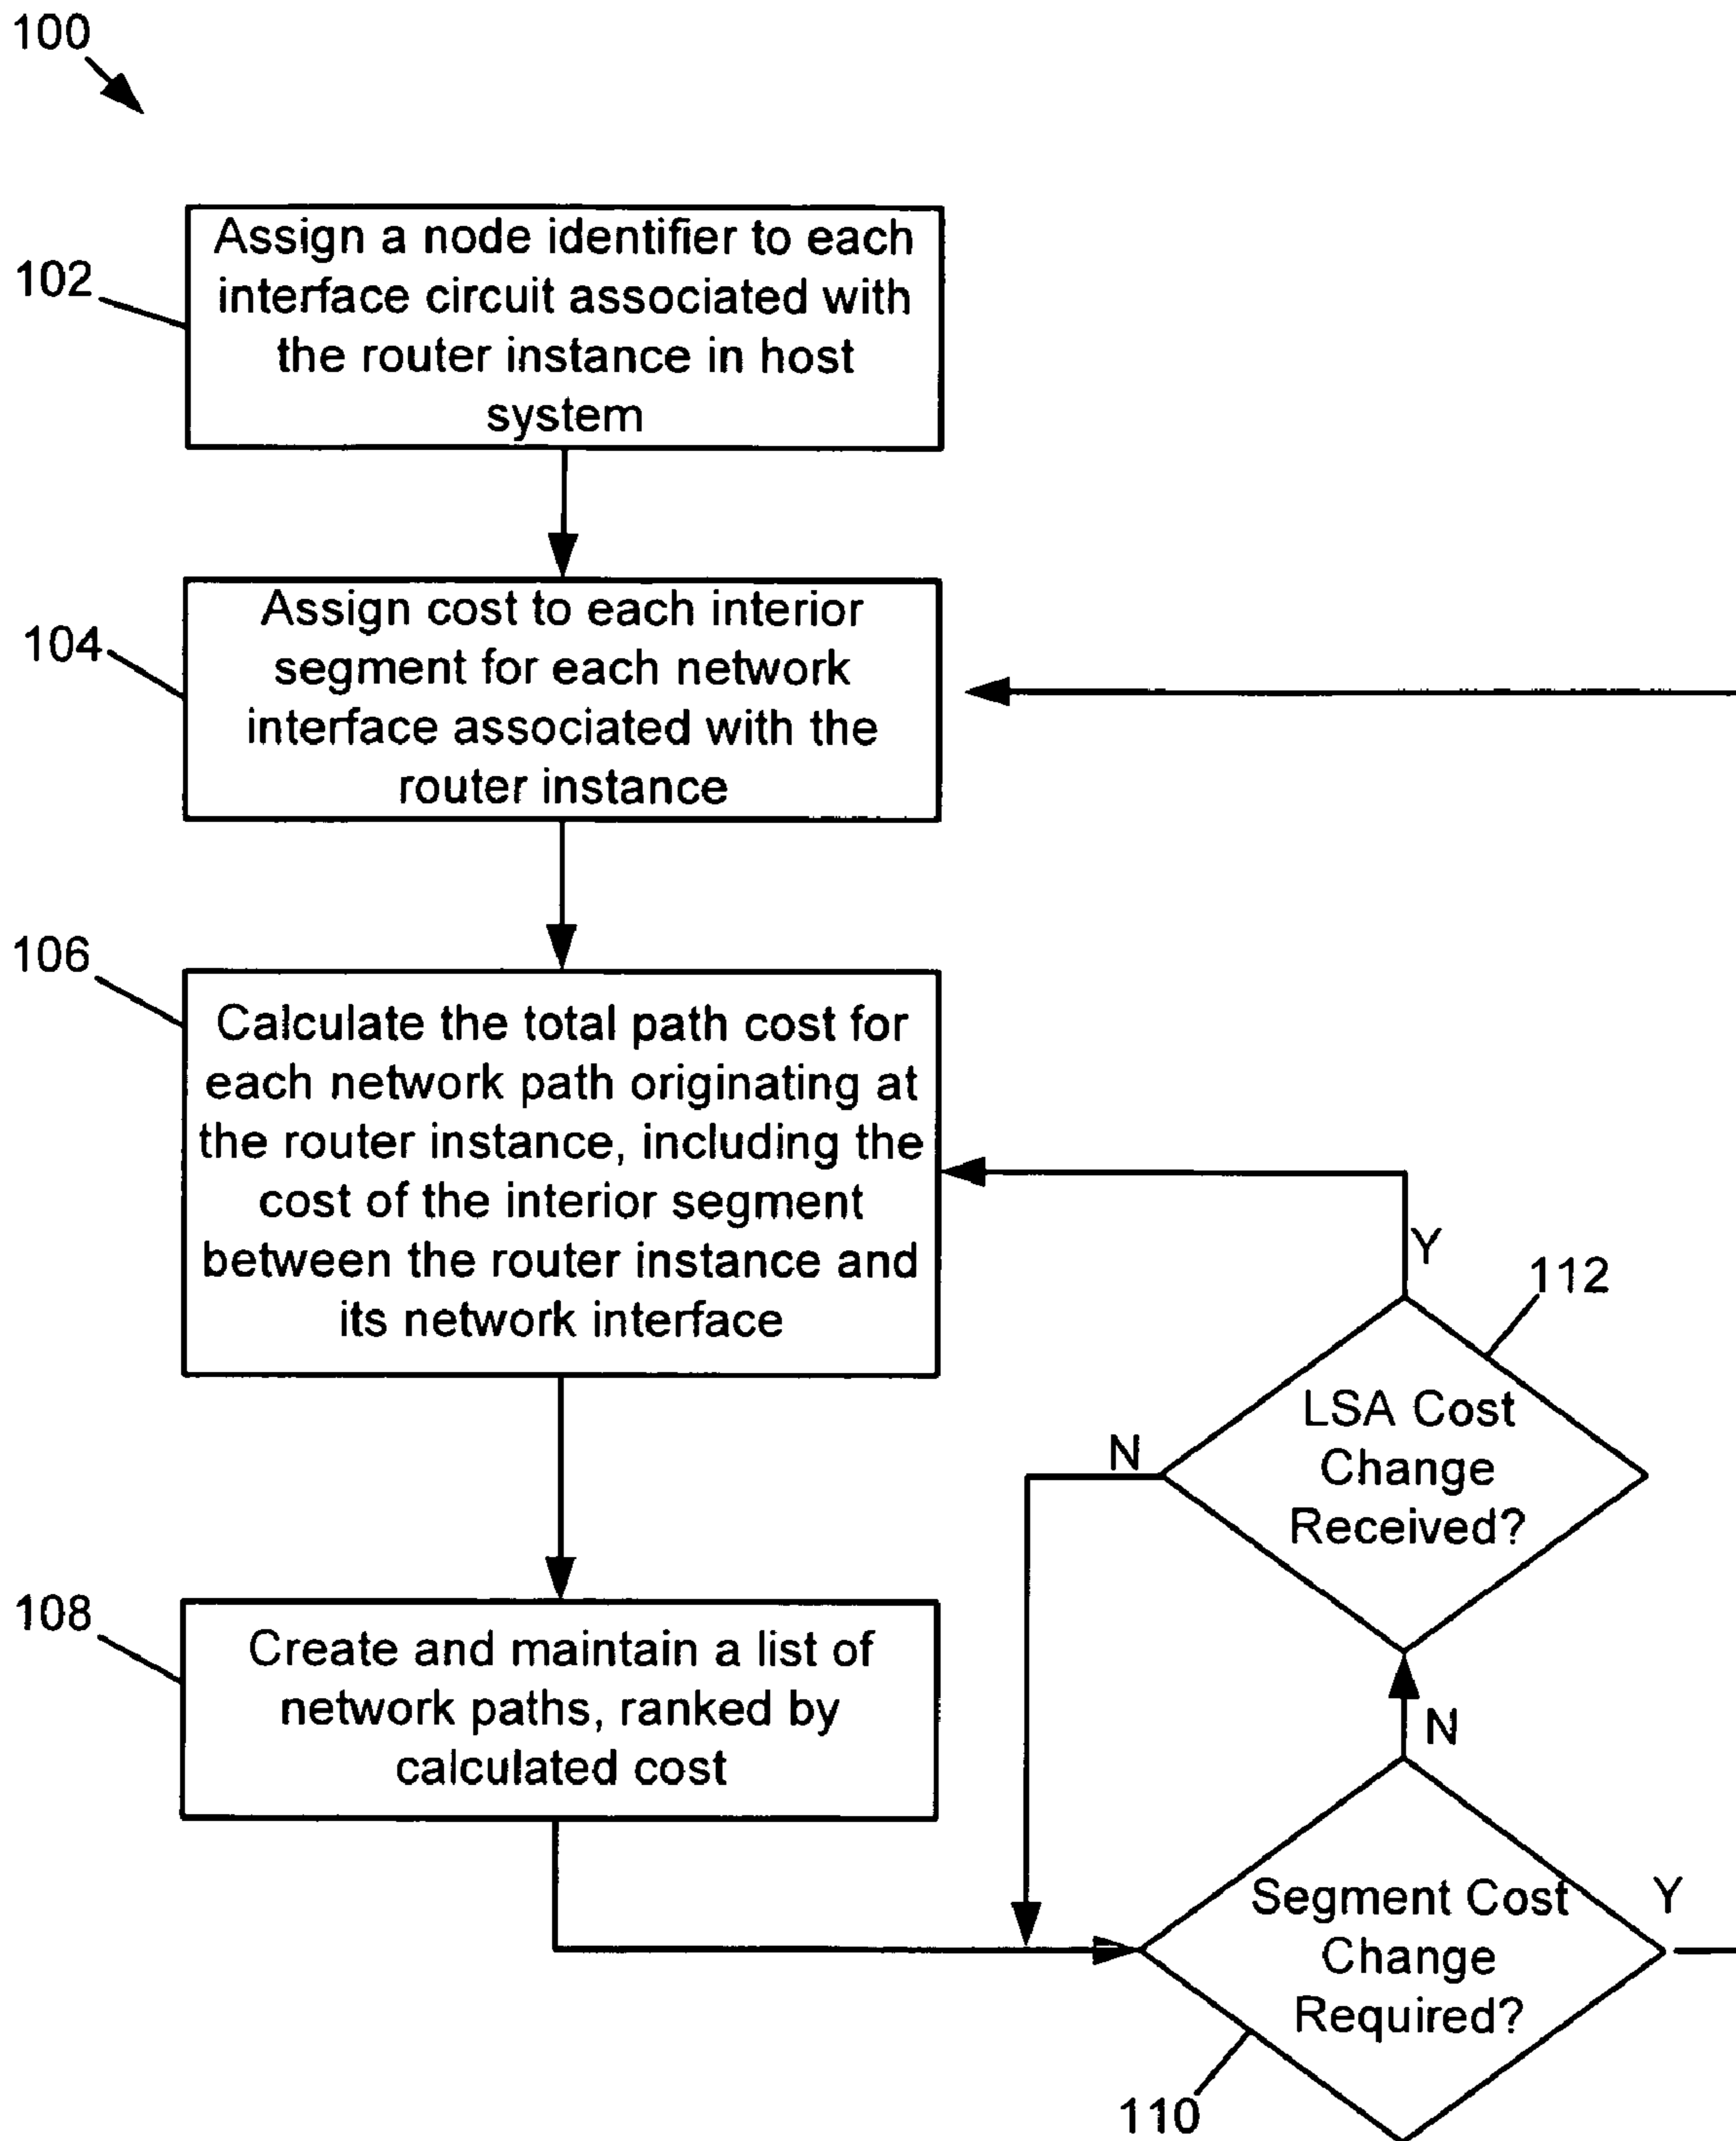 100
102
Assign a node identifier to each
interface circuit associated with
the router instance in host
system
104
Assign cost to each interior
segment for each network
interface associated with the
router instance
106
Calculate the total path cost for
each network path originating at
the router instance, including the
cost of the interior segment
between the router instance and
its network interface
Y
112
LSA Cost
Change
Received?
N
108
Create and maintain a list of
network paths, ranked by
calculated cost
N
Segment Cost
Change
Required?
Y
110